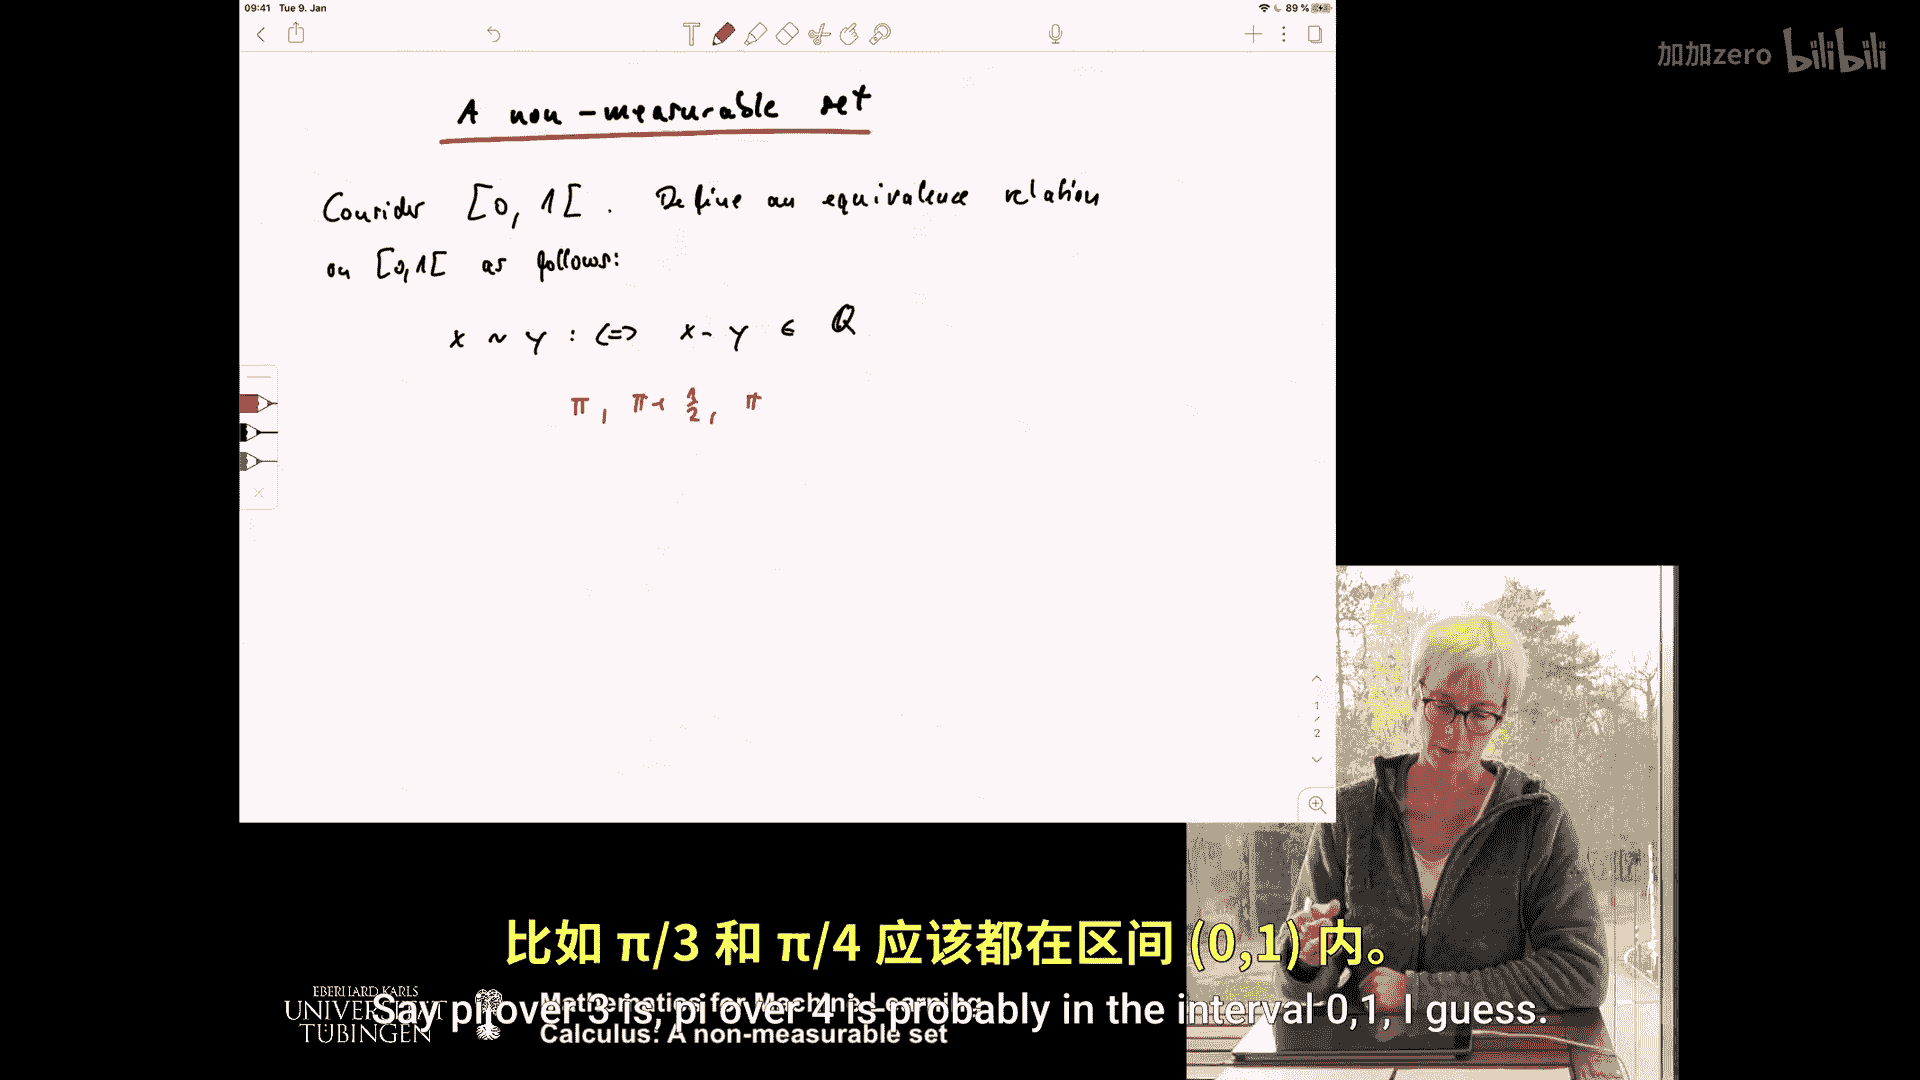 09:41 Tue 9. Jan
89 %
加加zero bilibili
A non-measurable set
Consider [0, 1[ . Define an equivalence relation
on [0,1[ as follows:
x ~ y :⇔ x - y ∈ ℚ
π, π + 1/2, π
1
/
2
比如 π/3 和 π/4 应该都在区间 (0,1) 内。
Say pi over 3 is, pi over 4 is probably in the interval 0,1, I guess.
EBERHARD KARLS
UNIVERSITÄT
TÜBINGEN
Mathematics for Machine Learning
Calculus: A non-measurable set